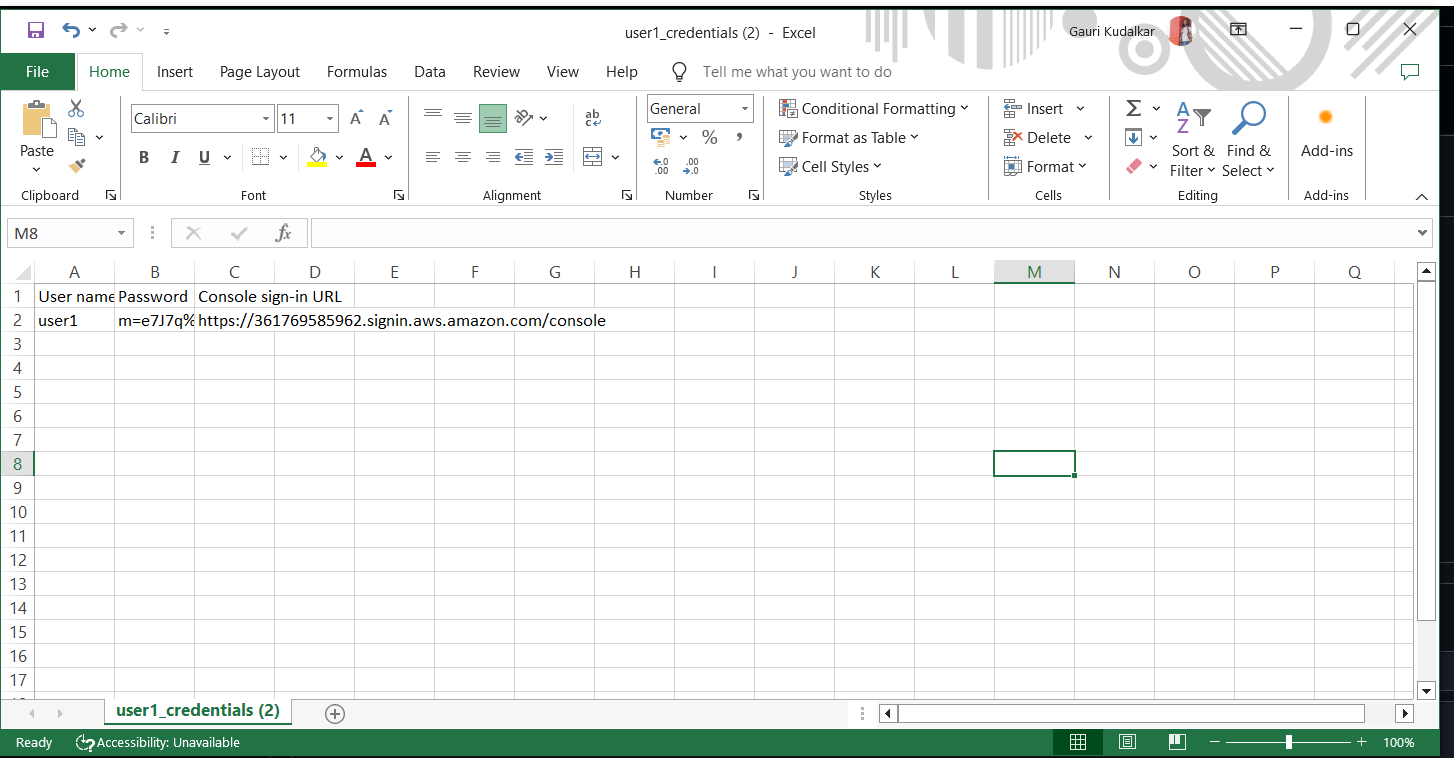 user1_credentials (2) - Excel
Gauri Kudalkar
File Home Insert Page Layout Formulas Data Review View Help Tell me what you want to do
Paste
Clipboard
Calibri 11
A A
B I U A
Font
ab
Alignment
General
% ,
.00 .00
Number
Conditional Formatting
Format as Table
Cell Styles
Styles
Insert
Delete
Format
Cells
Σ
A
Z
Sort & Filter
Find & Select
Editing
Add-ins
Add-ins
M8 fx
A B C D E F G H I J K L M N O P Q
1 User name Password Console sign-in URL
2 user1 m=e7J7q% https://361769585962.signin.aws.amazon.com/console
3
4
5
6
7
8
9
10
11
12
13
14
15
16
17
user1_credentials (2)
Ready Accessibility: Unavailable 100%